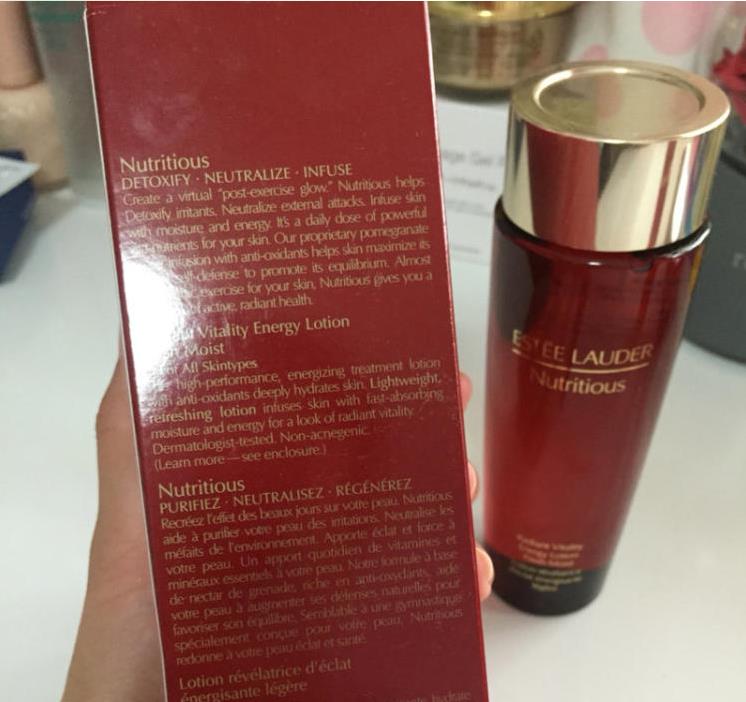 Nutritious
DETOXIFY · NEUTRALIZE · INFUSE
Create a virtual "post-exercise glow." Nutritious helps
Detoxify irritants. Neutralize external attacks. Infuse skin
with moisture and energy. It's a daily dose of powerful
nutrients for your skin. Our proprietary pomegranate
infusion with anti-oxidants helps skin maximize its
self-defense to promote its equilibrium. Almost
exercise for your skin, Nutritious gives you a
of active, radiant health.
Vitality Energy Lotion
Moist
All Skintypes
high-performance, energizing treatment lotion
with anti-oxidants deeply hydrates skin. Lightweight,
refreshing lotion infuses skin with fast-absorbing
moisture and energy for a look of radiant vitality.
Dermatologist-tested. Non-acnegenic.
(Learn more—see enclosure.)
Nutritious
PURIFIEZ · NEUTRALISEZ · RÉGÉNÉREZ
Recréez l'effet des beaux jours sur votre peau. Nutritious
aide à purifier votre peau des irritations. Neutralise les
méfaits de l'environnement. Apporte éclat et force à
votre peau. Un apport quotidien de vitamines et
minéraux essentiels à votre peau. Notre formule à base
de nectar de grenade, riche en anti-oxydants, aide
votre peau à augmenter ses défenses naturelles pour
favoriser son équilibre. Semblable à une gymnastique
spécialement conçue pour votre peau, Nutritious
redonne à votre peau éclat et santé.
Lotion révélatrice d'éclat
énergisante légère
hydrate
ESTEE LAUDER
Nutritious
Radiant Vitality
Energy Lotion